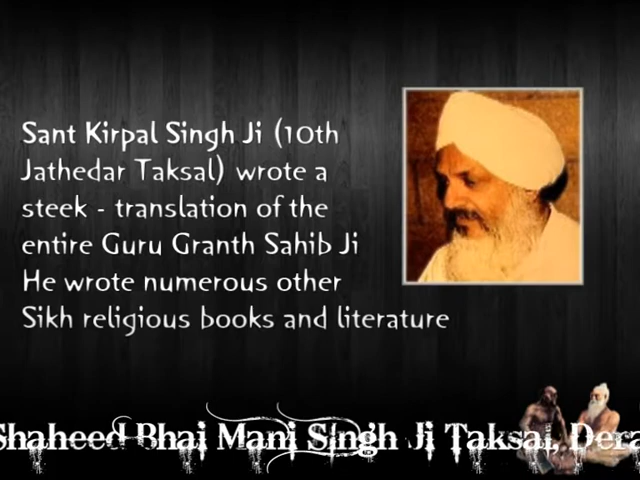 Sant Kirpal Singh Ji (10th
Jathedar Taksal) wrote a
steek - translation of the
entire Guru Granth Sahib Ji
He wrote numerous other
Sikh religious books and literature
Shaheed Bhai Mani Singh Ji Taksal, Dera